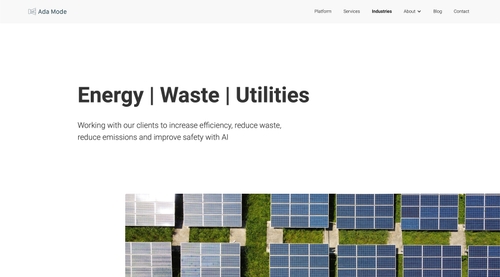 Ada Mode
Platform Services Industries About Blog Contact
Energy | Waste | Utilities
Working with our clients to increase efficiency, reduce waste,
reduce emissions and improve safety with AI